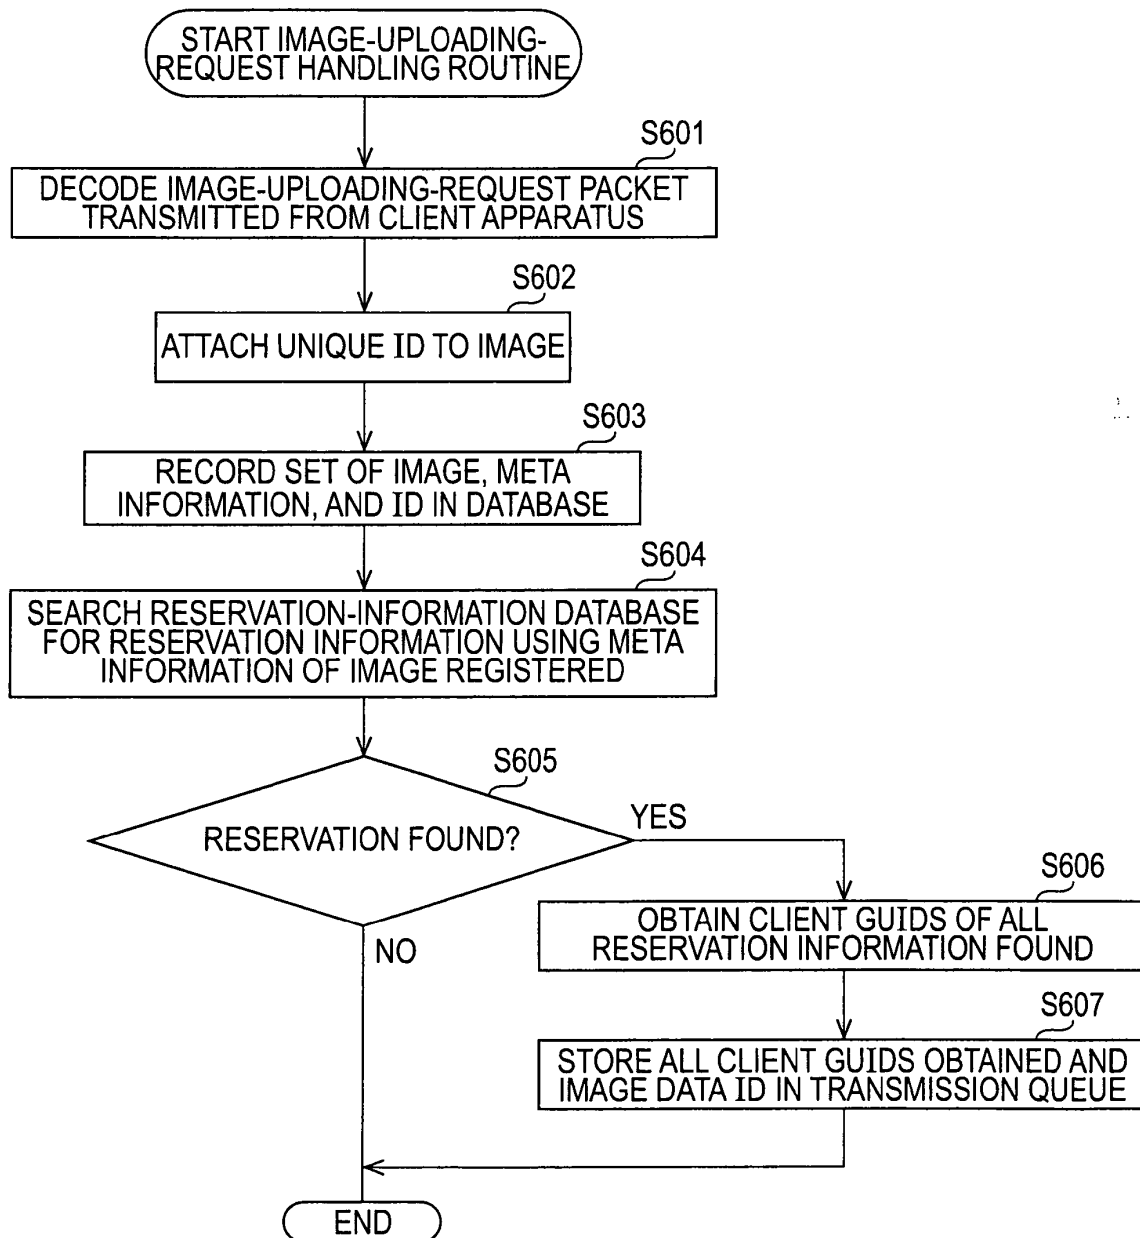 START IMAGE-UPLOADING-
REQUEST HANDLING ROUTINE
S601
DECODE IMAGE-UPLOADING-REQUEST PACKET
TRANSMITTED FROM CLIENT APPARATUS
S602
ATTACH UNIQUE ID TO IMAGE
S603
RECORD SET OF IMAGE, META
INFORMATION, AND ID IN DATABASE
S604
SEARCH RESERVATION-INFORMATION DATABASE
FOR RESERVATION INFORMATION USING META
INFORMATION OF IMAGE REGISTERED
S605
RESERVATION FOUND?
YES
NO
S606
OBTAIN CLIENT GUIDS OF ALL
RESERVATION INFORMATION FOUND
S607
STORE ALL CLIENT GUIDS OBTAINED AND
IMAGE DATA ID IN TRANSMISSION QUEUE
END